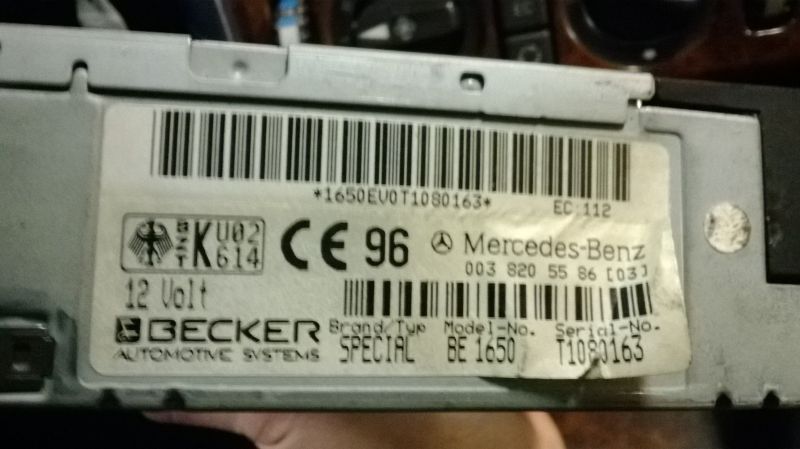 *1650EV0T1080163*
EC:112
BZT K U02 614
CE 96
Mercedes-Benz
003 820 55 86 [03]
12 Volt
BECKER
AUTOMOTIVE SYSTEMS
Brand/Typ Model-No. Serial-No.
SPECIAL BE 1650 T1080163